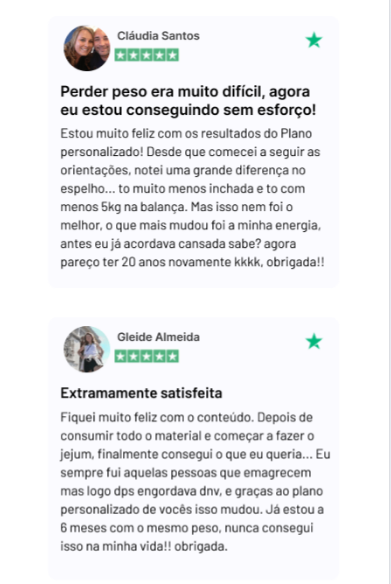 Cláudia Santos
Perder peso era muito difícil, agora
eu estou conseguindo sem esforço!
Estou muito feliz com os resultados do Plano
personalizado! Desde que comecei a seguir as
orientações, notei uma grande diferença no
espelho... to muito menos inchada e to com
menos 5kg na balança. Mas isso nem foi o
melhor, o que mais mudou foi a minha energia,
antes eu já acordava cansada sabe? agora
pareço ter 20 anos novamente kkkk, obrigada!!
Gleide Almeida
Extramamente satisfeita
Fiquei muito feliz com o conteúdo. Depois de
consumir todo o material e começar a fazer o
jejum, finalmente consegui o que eu queria... Eu
sempre fui aquelas pessoas que emagrecem
mas logo dps engordava dnv, e graças ao plano
personalizado de vocês isso mudou. Já estou a
6 meses com o mesmo peso, nunca consegui
isso na minha vida!! obrigada.